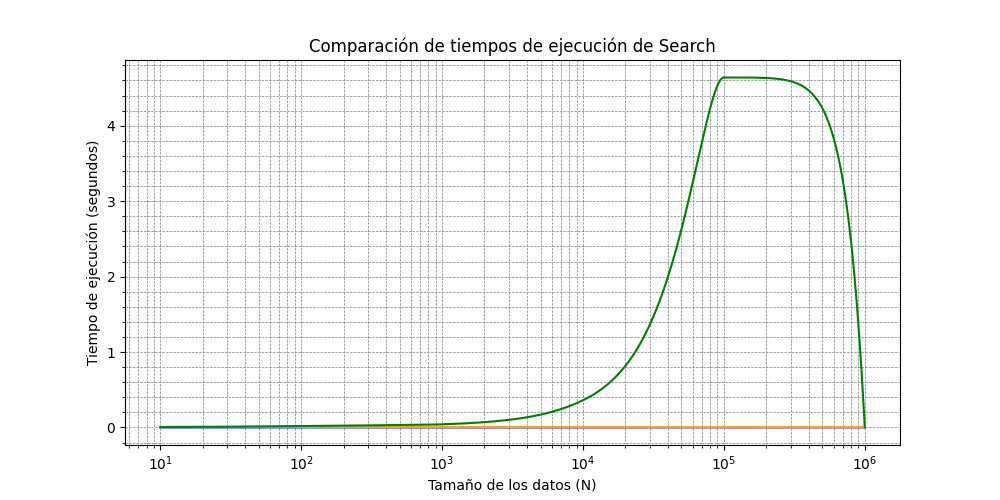 Comparación de tiempos de ejecución de Search
Tiempo de ejecución (segundos)
4
3
2
1
0
10¹ 10² 10³ 10⁴ 10⁵ 10⁶
Tamaño de los datos (N)